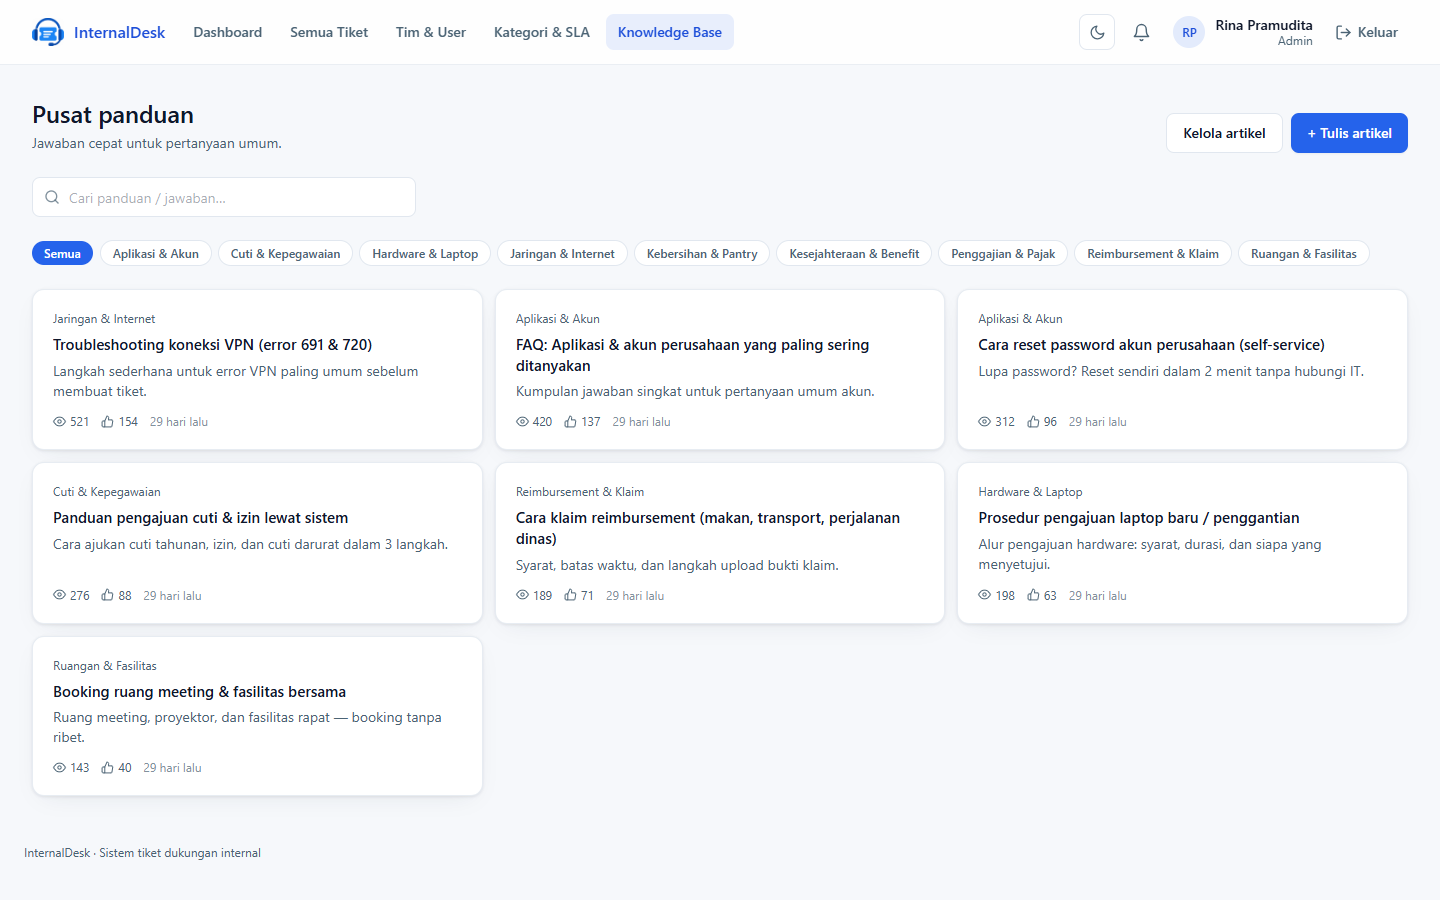 InternalDesk
Dashboard
Semua Tiket
Tim & User
Kategori & SLA
Knowledge Base
RP
Rina Pramudita
Admin
Keluar
Pusat panduan
Jawaban cepat untuk pertanyaan umum.
Kelola artikel
+ Tulis artikel
Cari panduan / jawaban...
Semua
Aplikasi & Akun
Cuti & Kepegawaian
Hardware & Laptop
Jaringan & Internet
Kebersihan & Pantry
Kesejahteraan & Benefit
Penggajian & Pajak
Reimbursement & Klaim
Ruangan & Fasilitas
Jaringan & Internet
Troubleshooting koneksi VPN (error 691 & 720)
Langkah sederhana untuk error VPN paling umum sebelum
membuat tiket.
521 154 29 hari lalu
Aplikasi & Akun
FAQ: Aplikasi & akun perusahaan yang paling sering
ditanyakan
Kumpulan jawaban singkat untuk pertanyaan umum akun.
420 137 29 hari lalu
Aplikasi & Akun
Cara reset password akun perusahaan (self-service)
Lupa password? Reset sendiri dalam 2 menit tanpa hubungi IT.
312 96 29 hari lalu
Cuti & Kepegawaian
Panduan pengajuan cuti & izin lewat sistem
Cara ajukan cuti tahunan, izin, dan cuti darurat dalam 3 langkah.
276 88 29 hari lalu
Reimbursement & Klaim
Cara klaim reimbursement (makan, transport, perjalanan
dinas)
Syarat, batas waktu, dan langkah upload bukti klaim.
189 71 29 hari lalu
Hardware & Laptop
Prosedur pengajuan laptop baru / penggantian
Alur pengajuan hardware: syarat, durasi, dan siapa yang
menyetujui.
198 63 29 hari lalu
Ruangan & Fasilitas
Booking ruang meeting & fasilitas bersama
Ruang meeting, proyektor, dan fasilitas rapat — booking tanpa
ribet.
143 40 29 hari lalu
InternalDesk · Sistem tiket dukungan internal